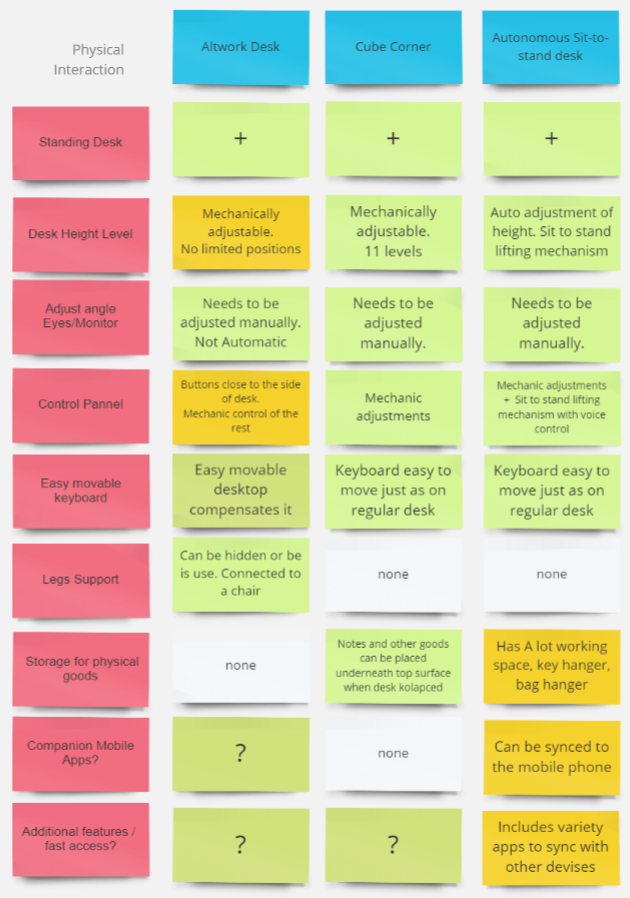 Physical
Interaction
Altwork Desk
Cube Corner
Autonomous Sit-to-
stand desk
Standing Desk
+
+
+
Desk Height Level
Mechanically
adjustable.
No limited positions
Mechanically
adjustable.
11 levels
Auto adjustment of
height. Sit to stand
lifting mechanism
Adjust angle
Eyes/Monitor
Needs to be
adjusted manually.
Not Automatic
Needs to be
adjusted
manually.
Needs to be
adjusted
manually.
Control Pannel
Buttons close to the side
of desk.
Mechanic control of the
rest
Mechanic
adjustments
Mechanic adjustments
+ Sit to stand lifting
mechanism with voice
control
Easy movable
keyboard
Easy movable
desktop
compensates it
Keyboard easy to
move just as on
regular desk
Keyboard easy to
move just as on
regular desk
Legs Support
Can be hidden or be
is use. Connected to
a chair
none
none
Storage for physical
goods
none
Notes and other goods
can be placed
underneath top surface
when desk kolapced
Has A lot working
space, key hanger,
bag hanger
Companion Mobile
Apps?
?
none
Can be synced to
the mobile phone
Additional features /
fast access?
?
?
Includes variety
apps to sync with
other devises